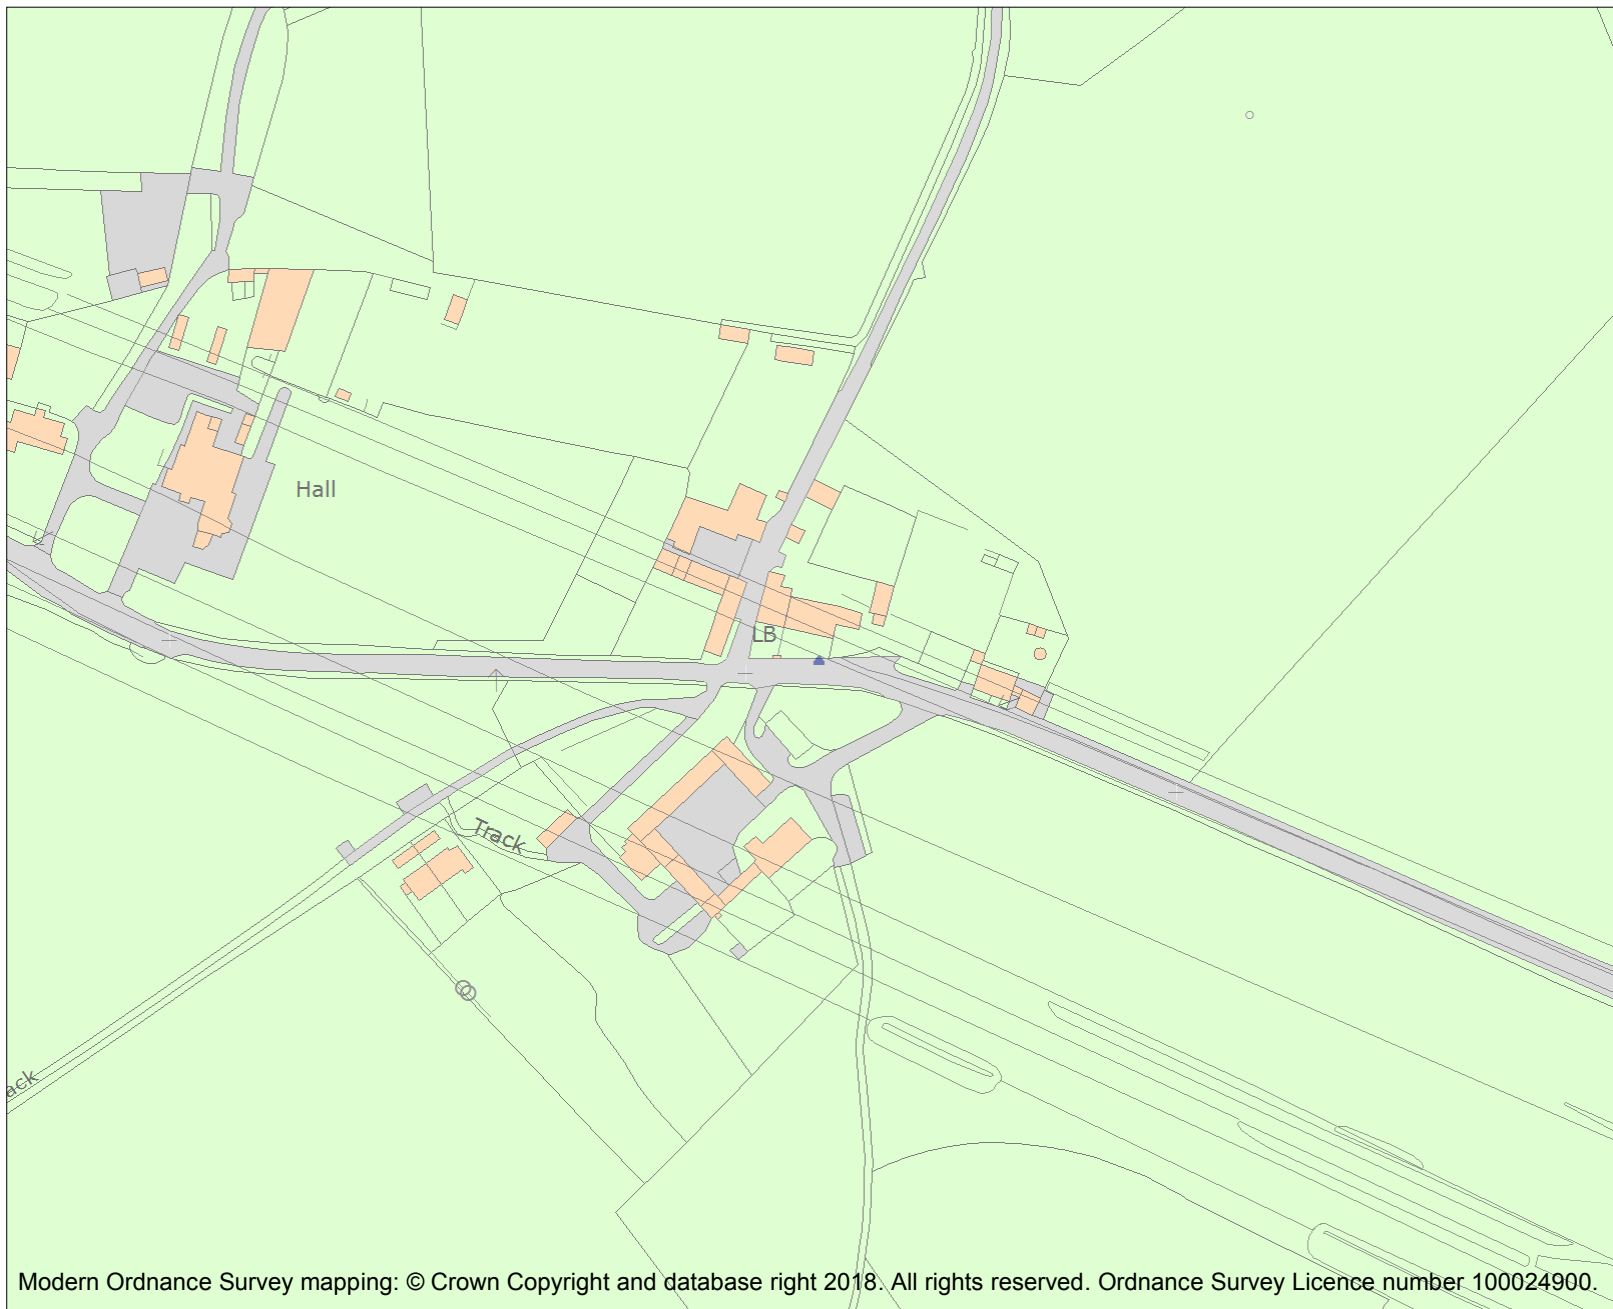 Hall
LB
Track
ack
Modern Ordnance Survey mapping: © Crown Copyright and database right 2018. All rights reserved. Ordnance Survey Licence number 100024900.